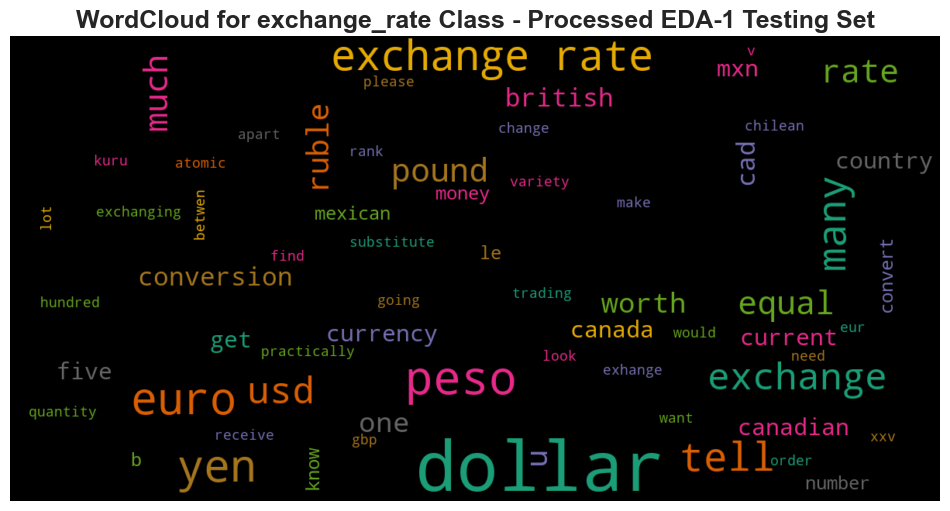 WordCloud for exchange_rate Class - Processed EDA-1 Testing Set
exchange rate
v
much
please
mxn
rate
british
ruble
change
chilean
apart
cad
rank
kuru
atomic
pound
country
variety
money
many
lot
exchanging
betwen
mexican
make
substitute
convert
find
le
conversion
hundred
going
trading
worth
equal
get
currency
canada
would
current
eur
practically
look
need
five
peso
exhange
exchange
euro
usd
quantity
one
want
canadian
receive
gbp
xxv
b
yen
know
dollar
u
tell
order
number